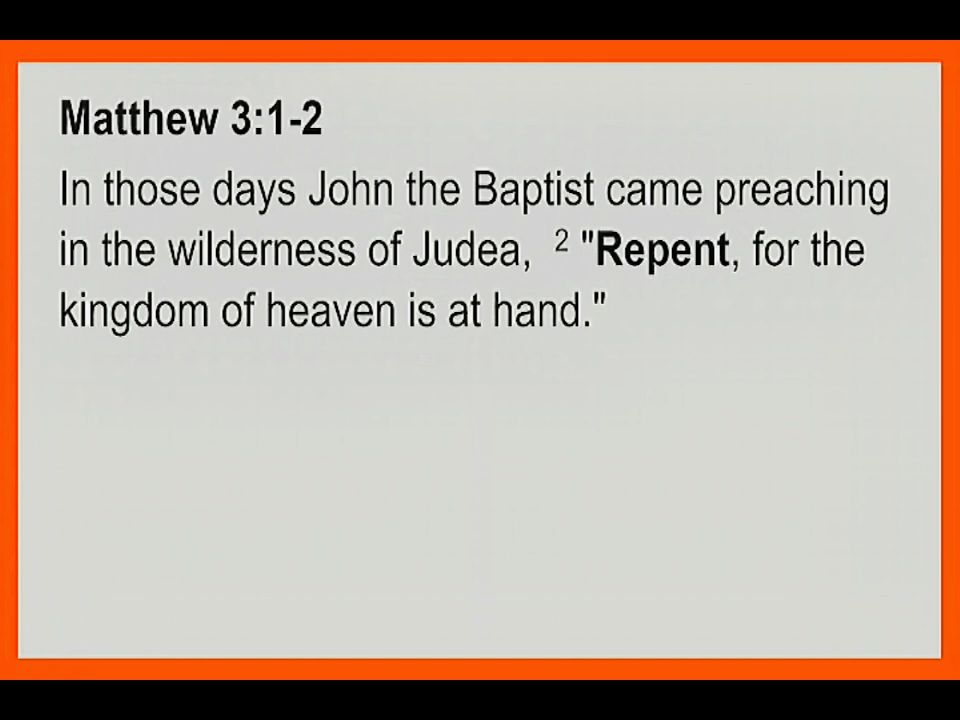 Matthew 3:1-2
In those days John the Baptist came preaching
in the wilderness of Judea,  ² "Repent, for the
kingdom of heaven is at hand."